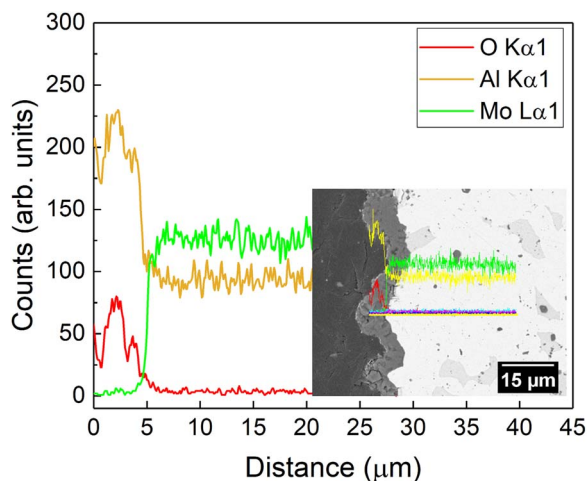 300
250
200
150
100
50
0
Counts (arb. units)
O Kα1
Al Kα1
Mo Lα1
15 µm
0 5 10 15 20 25 30 35 40 45
Distance (µm)